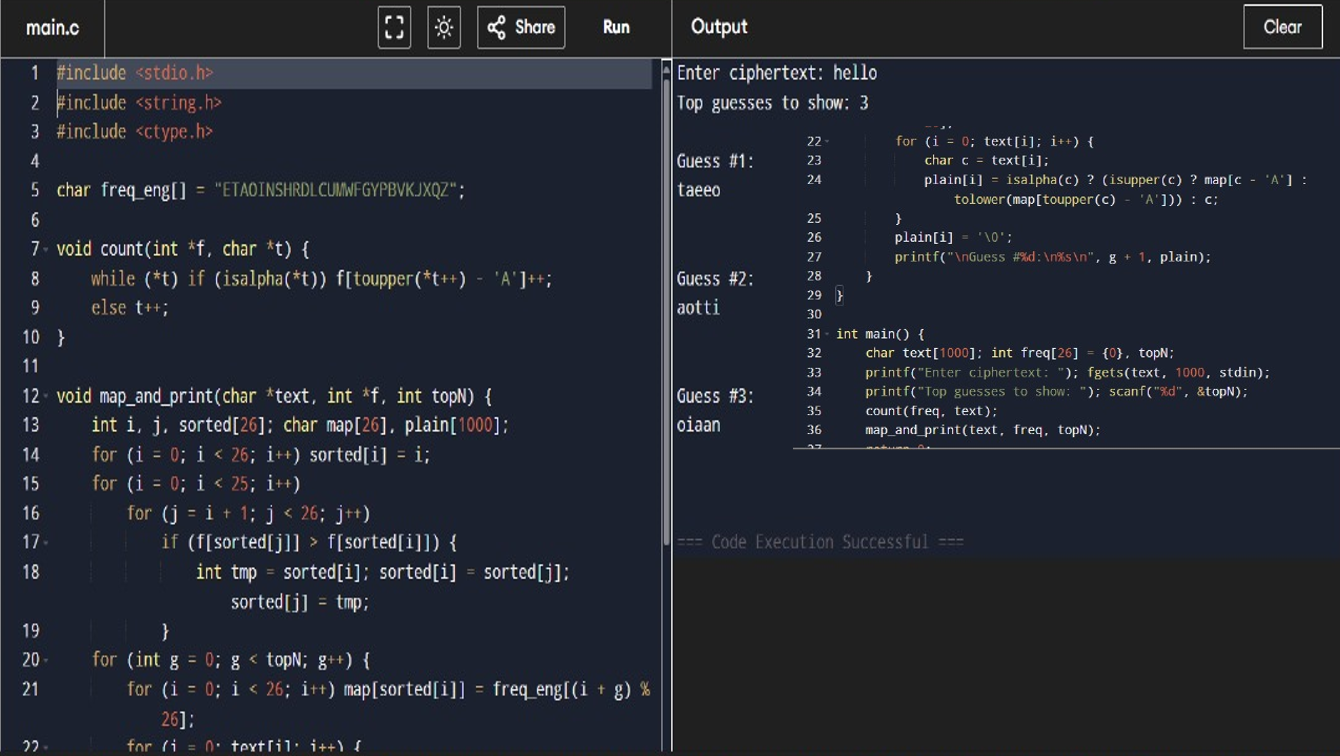 main.c
Share
Run
Output
Clear
1 #include <stdio.h>
2 #include <string.h>
3 #include <ctype.h>
4
5 char freq_eng[] = "ETAOINSHRDLCUMWFGYPBVKJXQZ";
6
7 void count(int *f, char *t) {
8 while (*t) if (isalpha(*t)) f[toupper(*t++) - 'A']++;
9 else t++;
10 }
11
12 void map_and_print(char *text, int *f, int topN) {
13 int i, j, sorted[26]; char map[26], plain[1000];
14 for (i = 0; i < 26; i++) sorted[i] = i;
15 for (i = 0; i < 25; i++)
16 for (j = i + 1; j < 26; j++)
17 if (f[sorted[j]] > f[sorted[i]]) {
18 int tmp = sorted[i]; sorted[i] = sorted[j];
sorted[j] = tmp;
19 }
20 for (int g = 0; g < topN; g++) {
21 for (i = 0; i < 26; i++) map[sorted[i]] = freq_eng[(i + g) %
26];
22 for (i = 0; text[i]; i++) {
Enter ciphertext: hello
Top guesses to show: 3
Guess #1:
taeeo
Guess #2:
aotti
Guess #3:
oiaan
=== Code Execution Successful ===
22 for (i = 0; text[i]; i++) {
23 char c = text[i];
24 plain[i] = isalpha(c) ? (isupper(c) ? map[c - 'A'] :
tolower(map[toupper(c) - 'A'])) : c;
25 }
26 plain[i] = '\0';
27 printf("\nGuess #%d:\n%s\n", g + 1, plain);
28 }
29 }
30
31 int main() {
32 char text[1000]; int freq[26] = {0}, topN;
33 printf("Enter ciphertext: "); fgets(text, 1000, stdin);
34 printf("Top guesses to show: "); scanf("%d", &topN);
35 count(freq, text);
36 map_and_print(text, freq, topN);